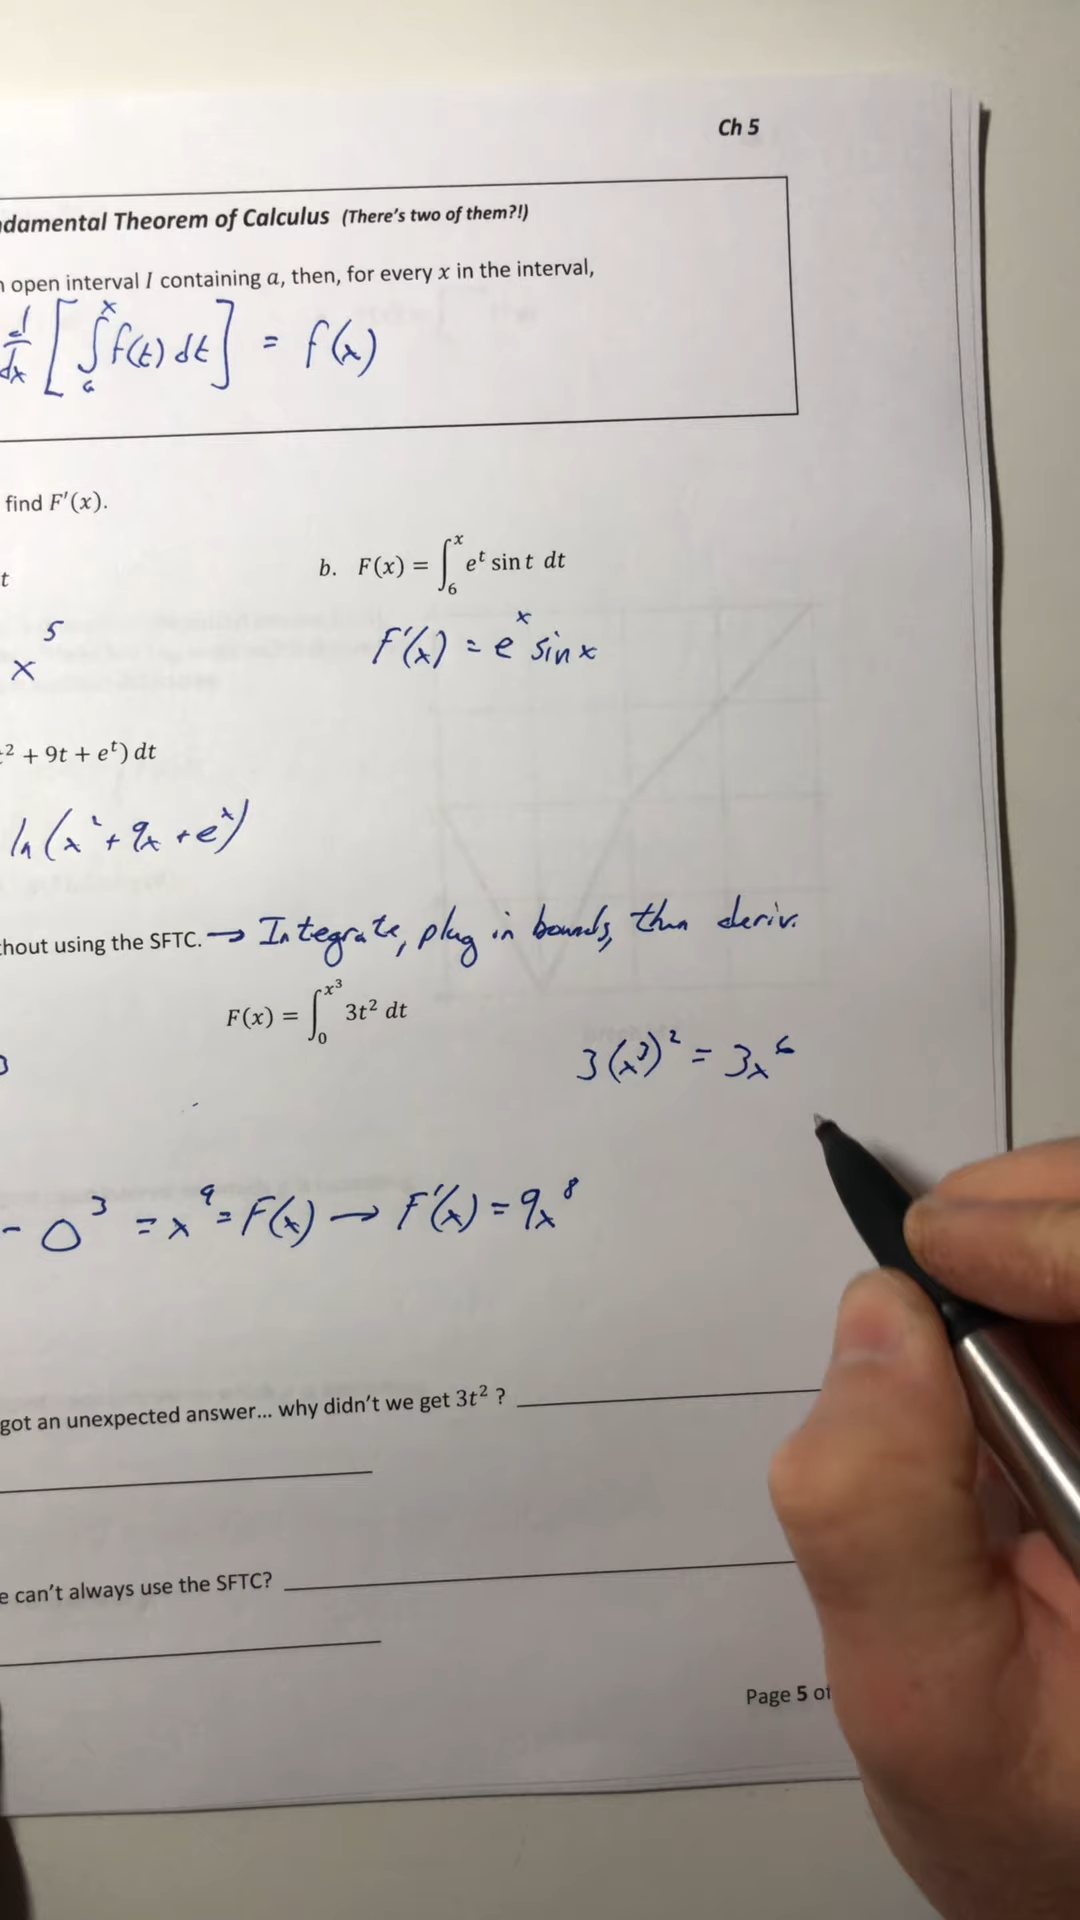 Ch 5
damental Theorem of Calculus (There's two of them?!)
open interval I containing a, then, for every x in the interval,
d/dx [∫ₐˣ f(t) dt] = f(x)
find F′(x).
t
b. F(x) = ∫₆ˣ eᵗ sin t dt
x⁵
F′(x) = eˣ sin x
² + 9t + eᵗ) dt
ln(x² + 9x + eˣ)
hout using the SFTC. → Integrate, plug in bounds, then deriv.
F(x) = ∫₀^(x³) 3t² dt
3
3(x³)² = 3x⁶
- 0³ = x⁹ = F(x) → F′(x) = 9x⁸
got an unexpected answer... why didn't we get 3t² ?
e can't always use the SFTC?
Page 5 of